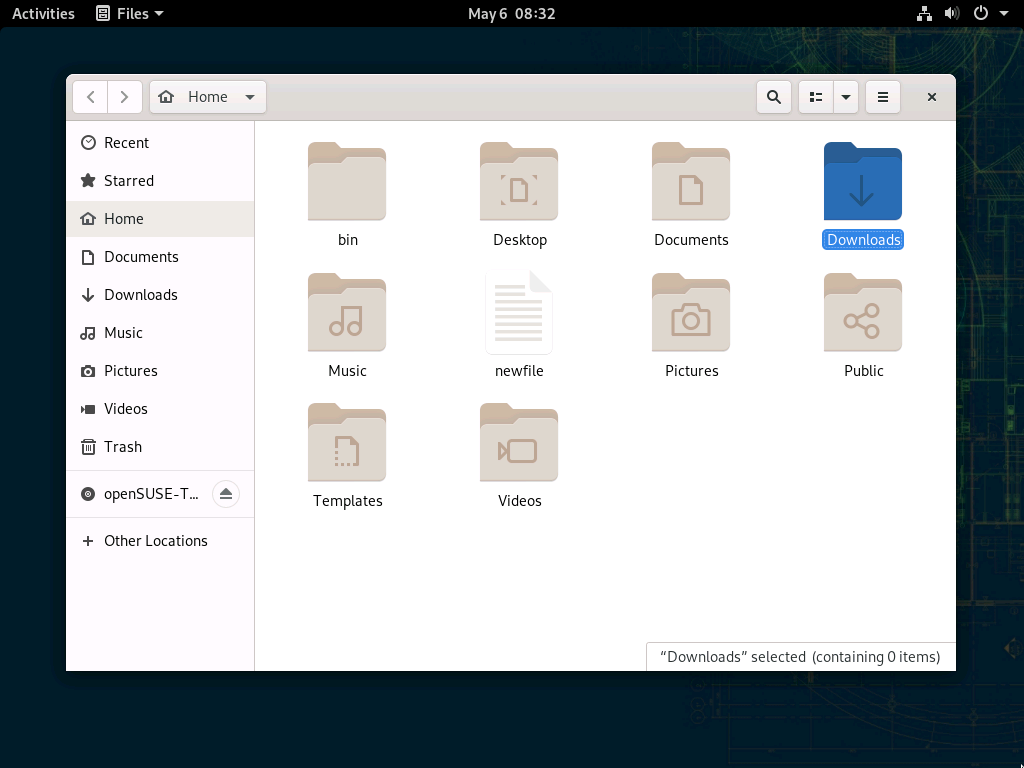 Activities Files May 6 08:32
Home
Recent
Starred
Home
Documents
Downloads
Music
Pictures
Videos
Trash
openSUSE-T...
Other Locations
bin Desktop Documents Downloads
Music newfile Pictures Public
Templates Videos
“Downloads” selected (containing 0 items)